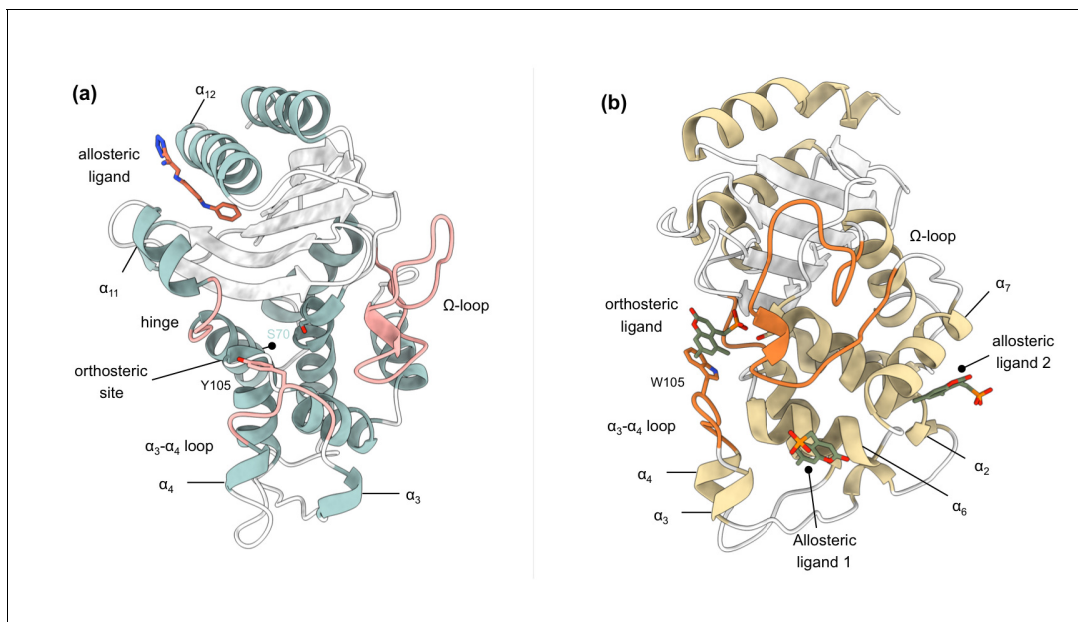 (a)
α12
allosteric
ligand
α11
hinge
Ω-loop
S70
orthosteric
site
Y105
α3-α4 loop
α4
α3
(b)
Ω-loop
α7
orthosteric
ligand
allosteric
ligand 2
W105
α3-α4 loop
α2
α4
α6
α3
Allosteric
ligand 1